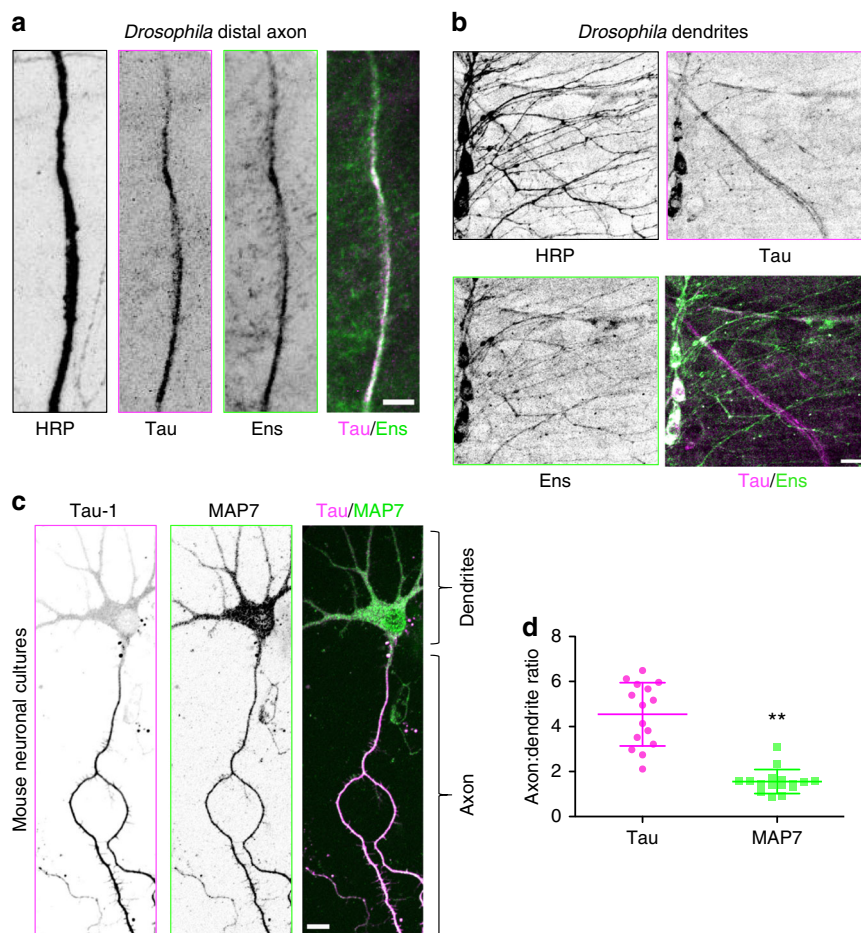 a
Drosophila distal axon
HRP
Tau
Ens
Tau/Ens
b
Drosophila dendrites
HRP
Tau
Ens
Tau/Ens
c
Mouse neuronal cultures
Tau-1
MAP7
Tau/MAP7
Dendrites
Axon
d
Axon:dendrite ratio
8
6
4
2
0
**
Tau
MAP7